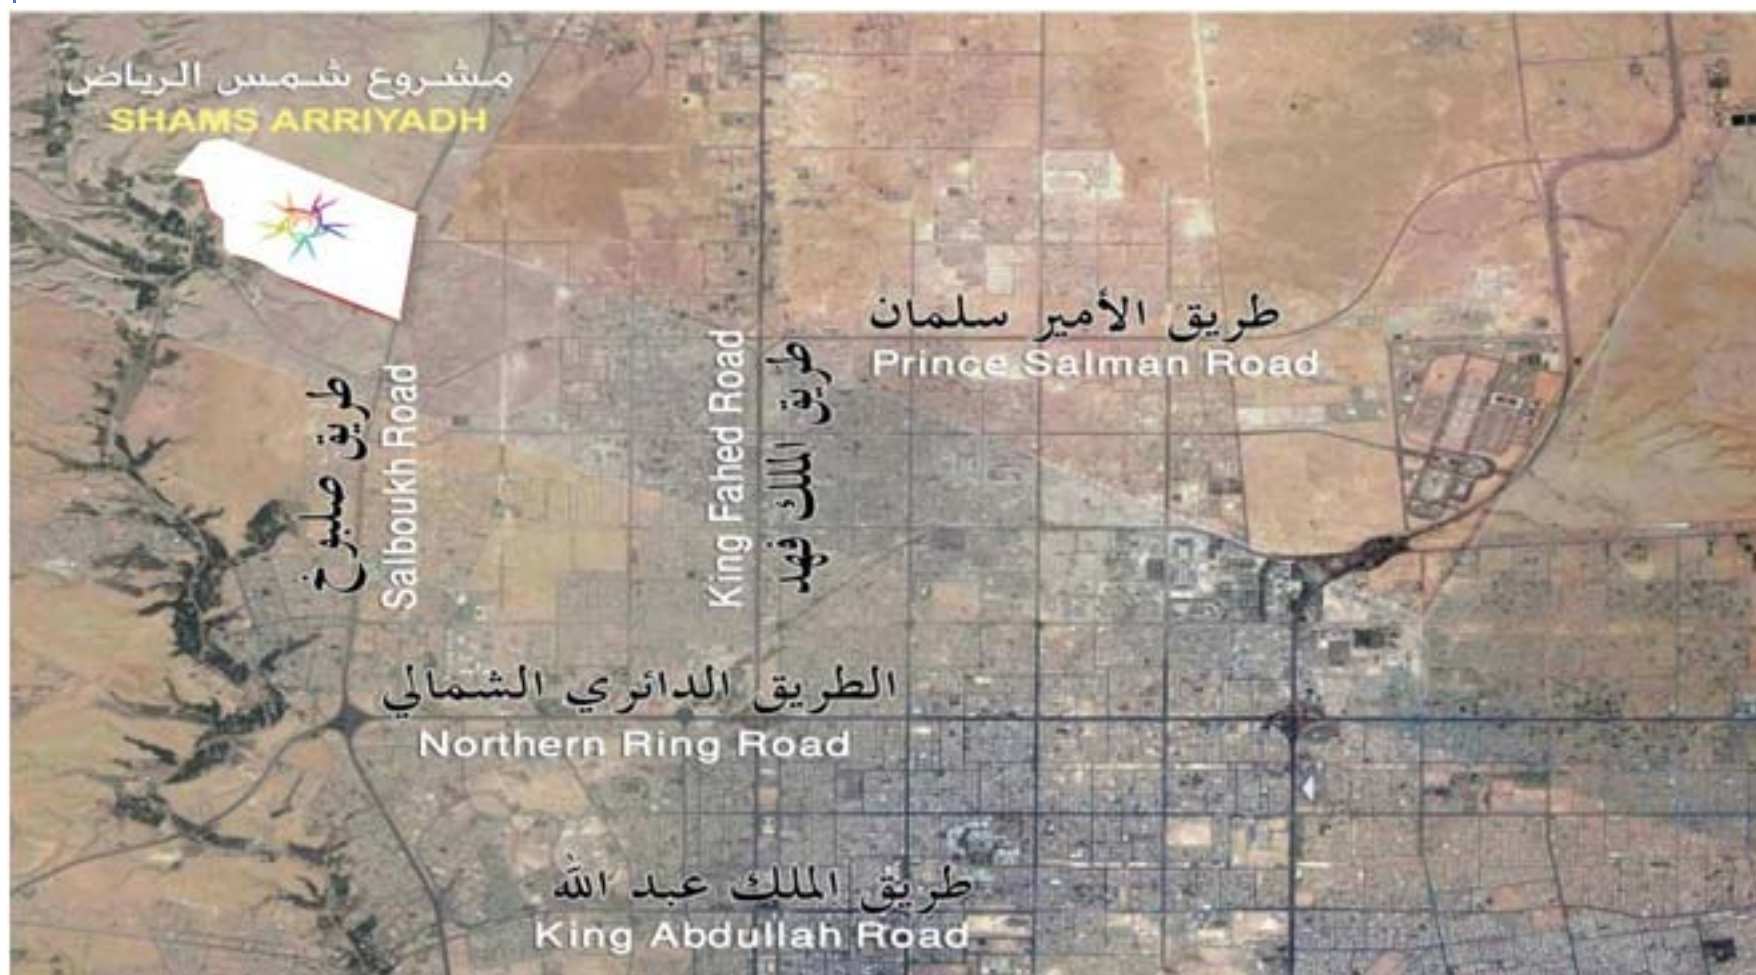 مشروع شمس الرياض
SHAMS ARRIYADH
طريق الأمير سلمان
Prince Salman Road
طريق صلبوخ
Salboukh Road
King Fahed Road
طريق الملك فهد
الطريق الدائري الشمالي
Northern Ring Road
طريق الملك عبد الله
King Abdullah Road